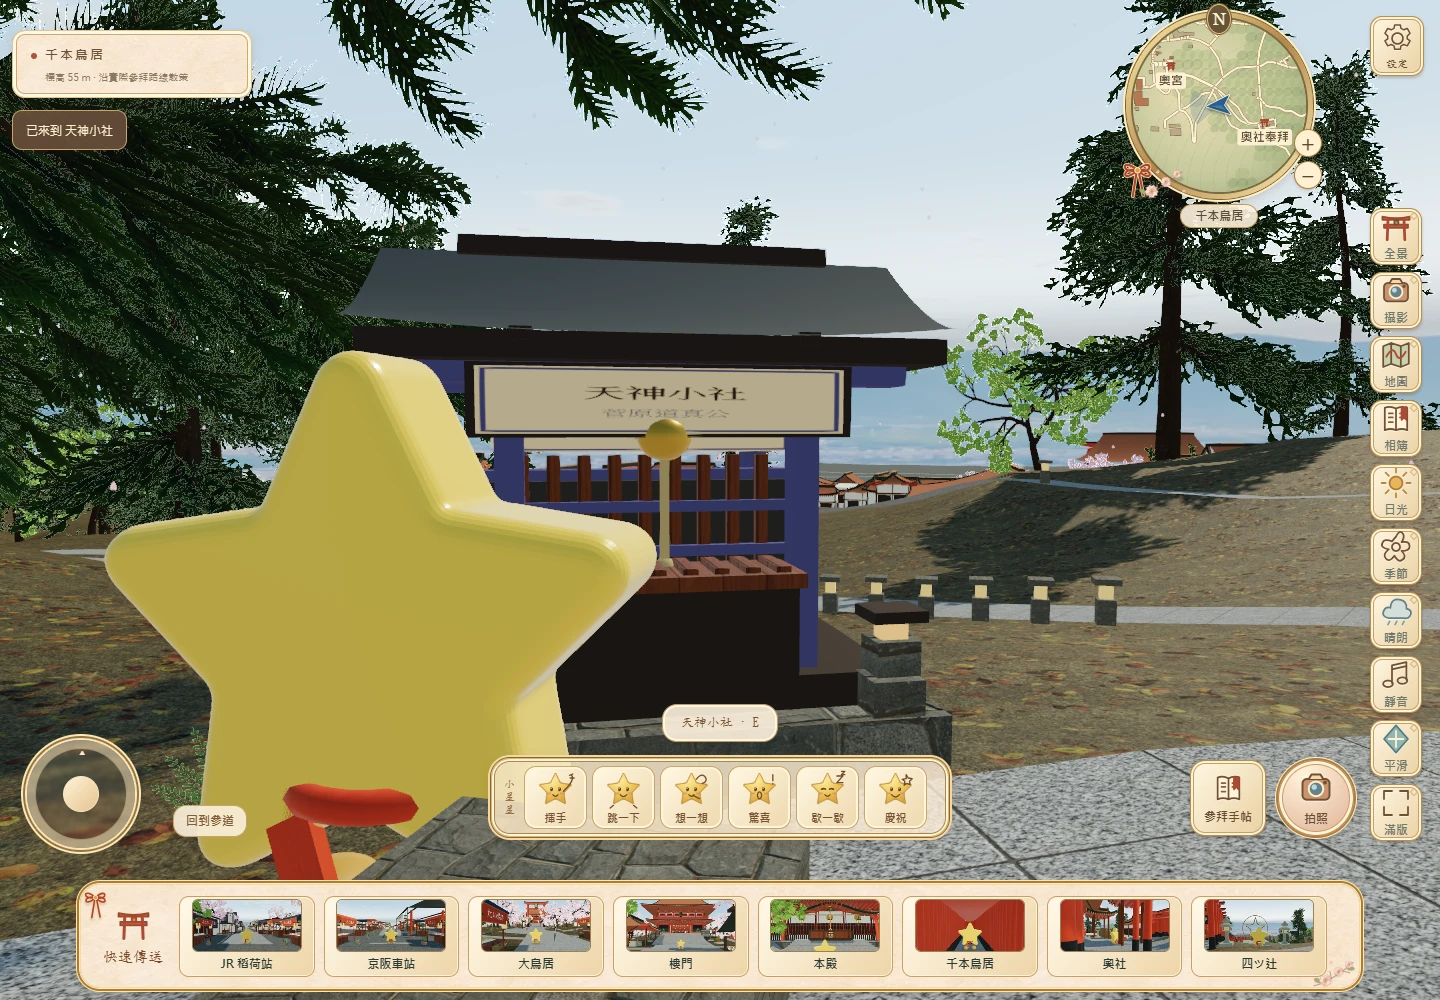 千本鳥居
標高 55 m · 沿實際參拜路線散策
已來到 天神小社
N
奧宮
奧社奉拜
+
−
千本鳥居
設定
全景
攝影
地圖
相簿
日光
季節
晴朗
靜音
平滑
滿版
天神小社
菅原道真公
天神小社 · E
小星星
揮手
跳一下
想一想
驚喜
歇一歇
慶祝
回到參道
參拜手帖
拍照
快速傳送
JR 稻荷站
京阪車站
大鳥居
樓門
本殿
千本鳥居
奧社
四ツ辻